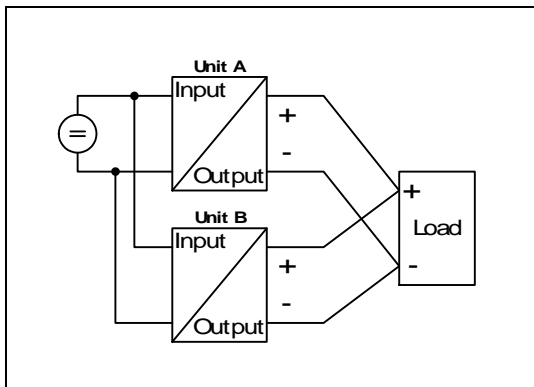 Unit A
Input
+
-
Output
=
+
Load
-
Unit B
Input
+
-
Output